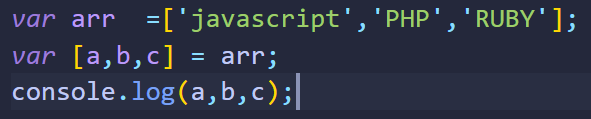 var arr  =['javascript','PHP','RUBY'];
var [a,b,c] = arr;
console.log(a,b,c);